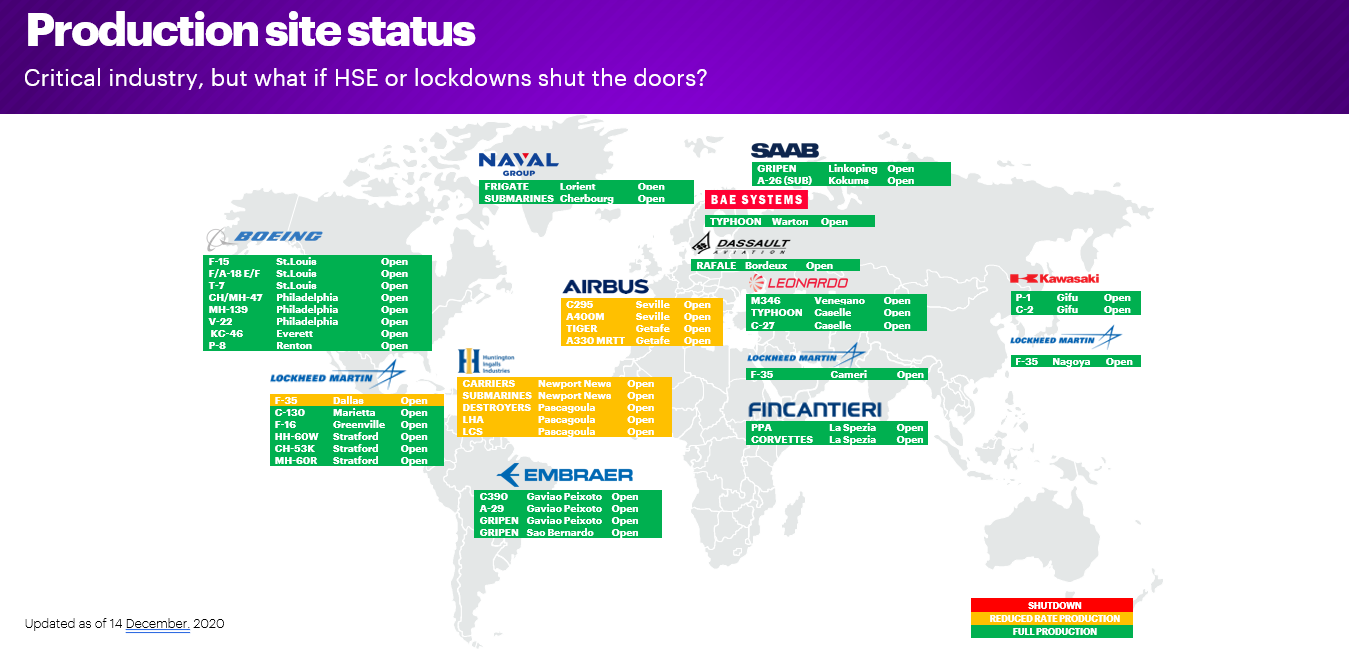 Production site status
Critical industry, but what if HSE or lockdowns shut the doors?
NAVAL
GROUP
FRIGATE Lorient Open
SUBMARINES Cherbourg Open
SAAB
GRIPEN Linkoping Open
A-26 (SUB) Kokums Open
BAE SYSTEMS
TYPHOON Warton Open
DASSAULT
AVIATION
RAFALE Bordeux Open
BOEING
F-15 St.Louis Open
F/A-18 E/F St.Louis Open
T-7 St.Louis Open
CH/MH-47 Philadelphia Open
MH-139 Philadelphia Open
V-22 Philadelphia Open
KC-46 Everett Open
P-8 Renton Open
AIRBUS
C295 Seville Open
A400M Seville Open
TIGER Getafe Open
A330 MRTT Getafe Open
LEONARDO
M346 Venegano Open
TYPHOON Caselle Open
C-27 Caselle Open
Kawasaki
P-1 Gifu Open
C-2 Gifu Open
LOCKHEED MARTIN
F-35 Nagoya Open
LOCKHEED MARTIN
F-35 Cameri Open
Huntington
Ingalls
Industries
CARRIERS Newport News Open
SUBMARINES Newport News Open
DESTROYERS Pascagoula Open
LHA Pascagoula Open
LCS Pascagoula Open
LOCKHEED MARTIN
F-35 Dallas Open
C-130 Marietta Open
F-16 Greenville Open
HH-60W Stratford Open
CH-53K Stratford Open
MH-60R Stratford Open
FINCANTIERI
PPA La Spezia Open
CORVETTES La Spezia Open
EMBRAER
C390 Gaviao Peixoto Open
A-29 Gaviao Peixoto Open
GRIPEN Gaviao Peixoto Open
GRIPEN Sao Bernardo Open
SHUTDOWN
REDUCED RATE PRODUCTION
FULL PRODUCTION
Updated as of 14 December. 2020